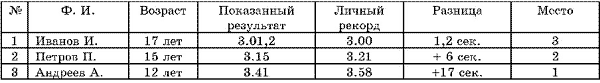 № Ф. И. Возраст Показанный результат Личный рекорд Разница Место
1 Иванов И. 17 лет 3.01,2 3.00 1,2 сек. 3
2 Петров П. 15 лет 3.15 3.21 + 6 сек. 2
3 Андреев А. 12 лет 3.41 3.58 +17 сек. 1